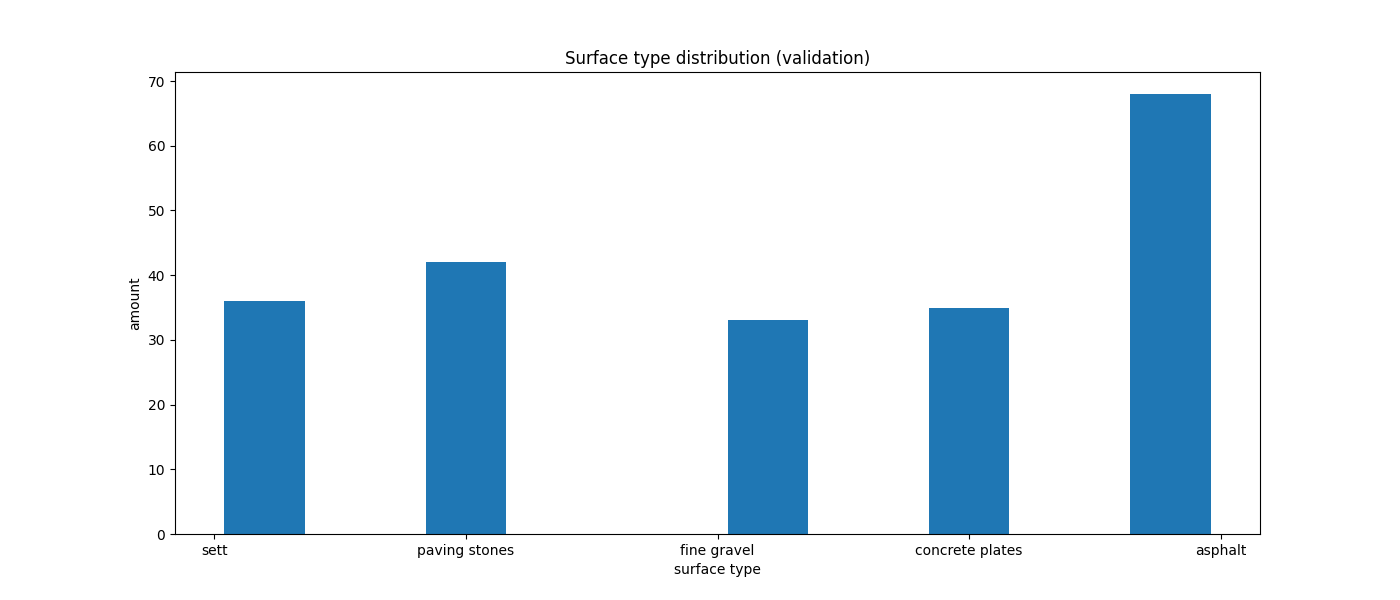 Surface type distribution (validation)
70
60
50
40
30
20
10
0
amount
sett paving stones fine gravel concrete plates asphalt
surface type